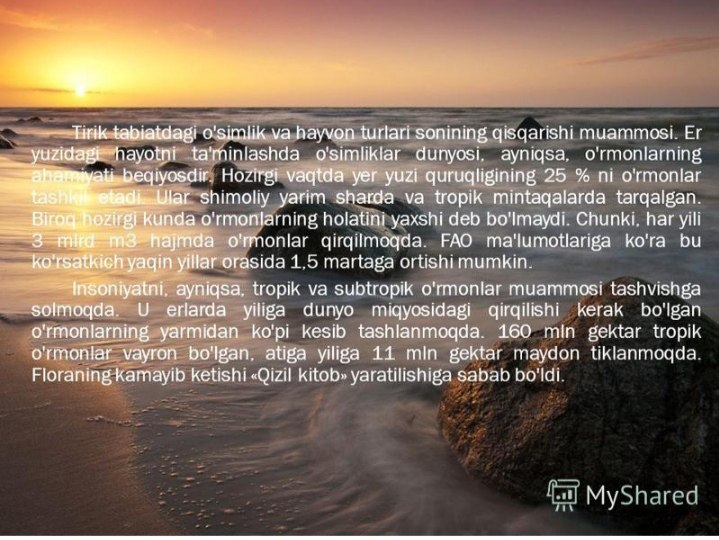 Tirik tabiatdagi o'simlik va hayvon turlari sonining qisqarishi muammosi. Er
yuzidagi hayotni ta'minlashda o'simliklar dunyosi, ayniqsa, o'rmonlarning
ahamiyati beqiyosdir. Hozirgi vaqtda yer yuzi quruqligining 25 % ni o'rmonlar
tashkil etadi. Ular shimoliy yarim sharda va tropik mintaqalarda tarqalgan.
Biroq hozirgi kunda o'rmonlarning holatini yaxshi deb bo'lmaydi. Chunki, har yili
3 mlrd m3 hajmda o'rmonlar qirqilmoqda. FAO ma'lumotlariga ko'ra bu
ko'rsatkich yaqin yillar orasida 1,5 martaga ortishi mumkin.
Insoniyatni, ayniqsa, tropik va subtropik o'rmonlar muammosi tashvishga
solmoqda. U erlarda yiliga dunyo miqyosidagi qirqilishi kerak bo'lgan
o'rmonlarning yarmidan ko'pi kesib tashlanmoqda. 160 mln gektar tropik
o'rmonlar vayron bo'lgan, atiga yiliga 11 mln gektar maydon tiklanmoqda.
Floraning kamayib ketishi «Qizil kitob» yaratilishiga sabab bo'ldi.
MyShared